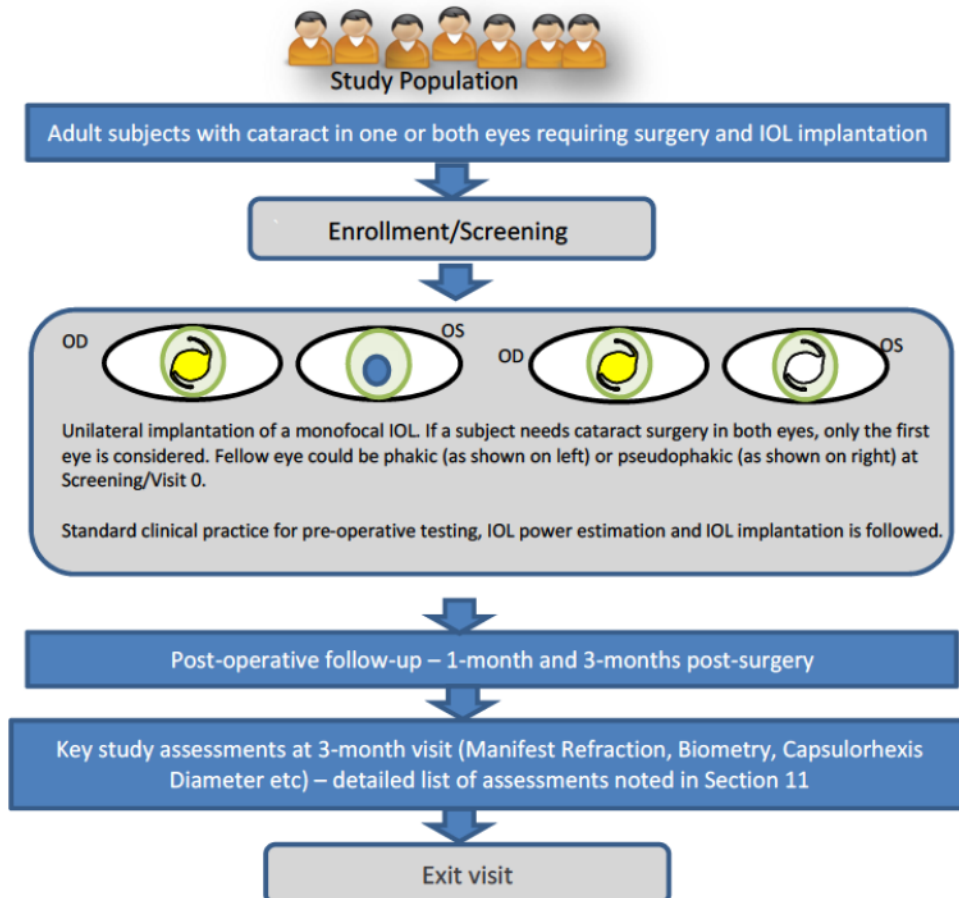 Study Population
Adult subjects with cataract in one or both eyes requiring surgery and IOL implantation
Enrollment/Screening
OD
OS
OD
OS
Unilateral implantation of a monofocal IOL. If a subject needs cataract surgery in both eyes, only the first
eye is considered. Fellow eye could be phakic (as shown on left) or pseudophakic (as shown on right) at
Screening/Visit 0.
Standard clinical practice for pre-operative testing, IOL power estimation and IOL implantation is followed.
Post-operative follow-up – 1-month and 3-months post-surgery
Key study assessments at 3-month visit (Manifest Refraction, Biometry, Capsulorhexis
Diameter etc) – detailed list of assessments noted in Section 11
Exit visit